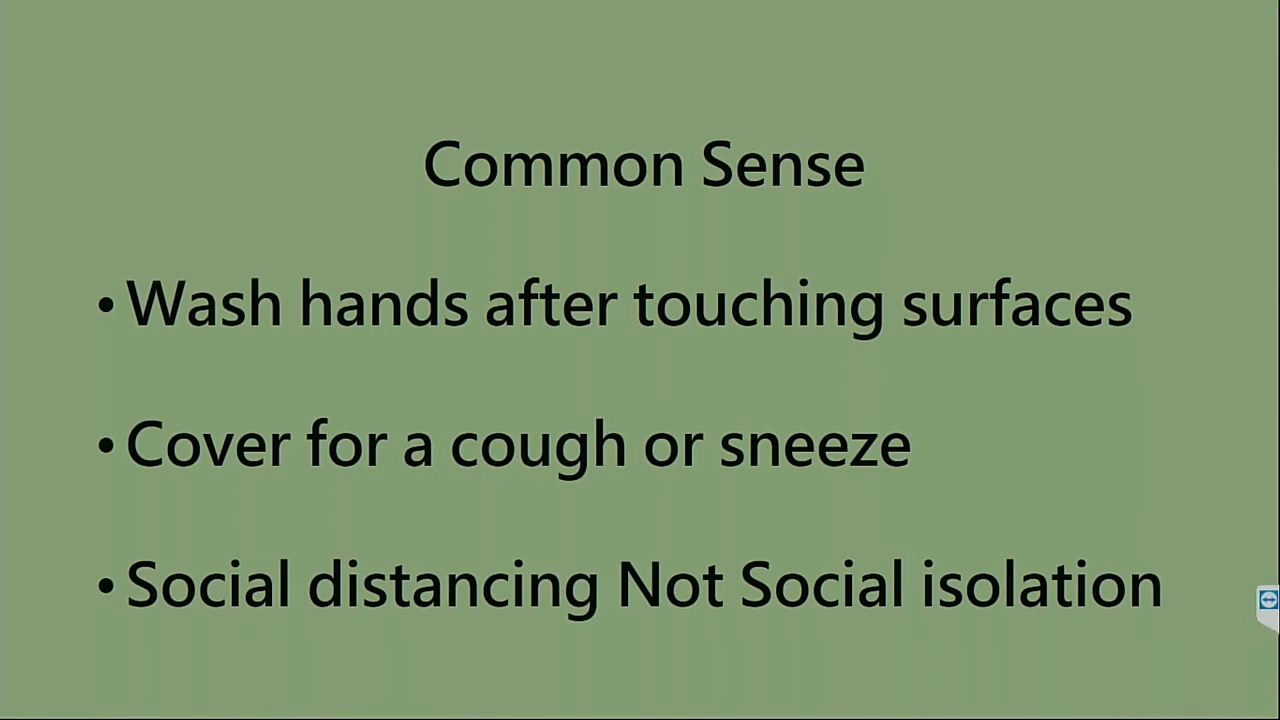 Common Sense
• Wash hands after touching surfaces
• Cover for a cough or sneeze
• Social distancing Not Social isolation